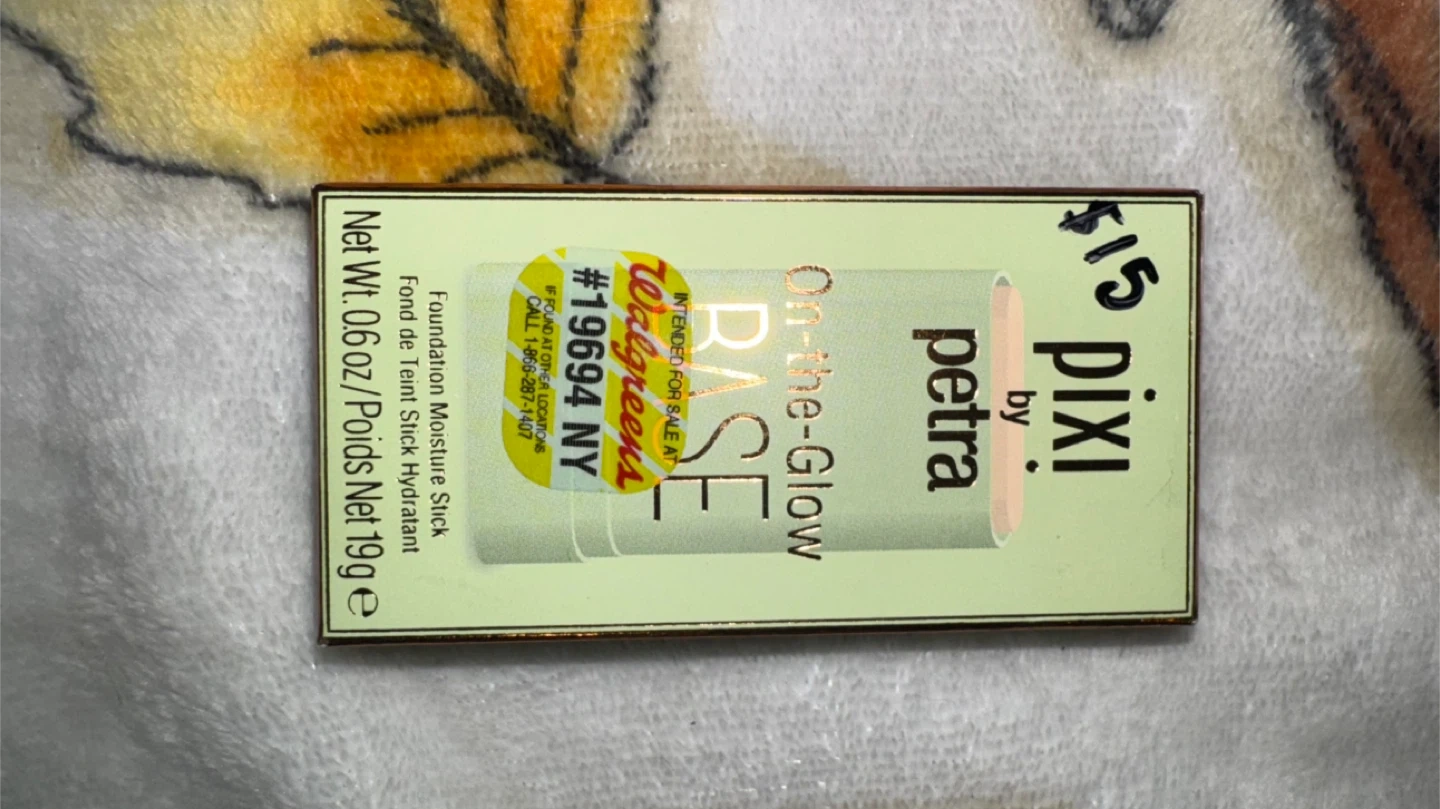 $15
pixi
by
petra
On-the-Glow
BASE
INTENDED FOR SALE AT
Walgreens
#19694 NY
IF FOUND AT OTHER LOCATIONS
CALL 1-866-287-1407
Foundation Moisture Stick
Fond de Teint Stick Hydratant
Net Wt. 0.6 oz/Poids Net 19g e